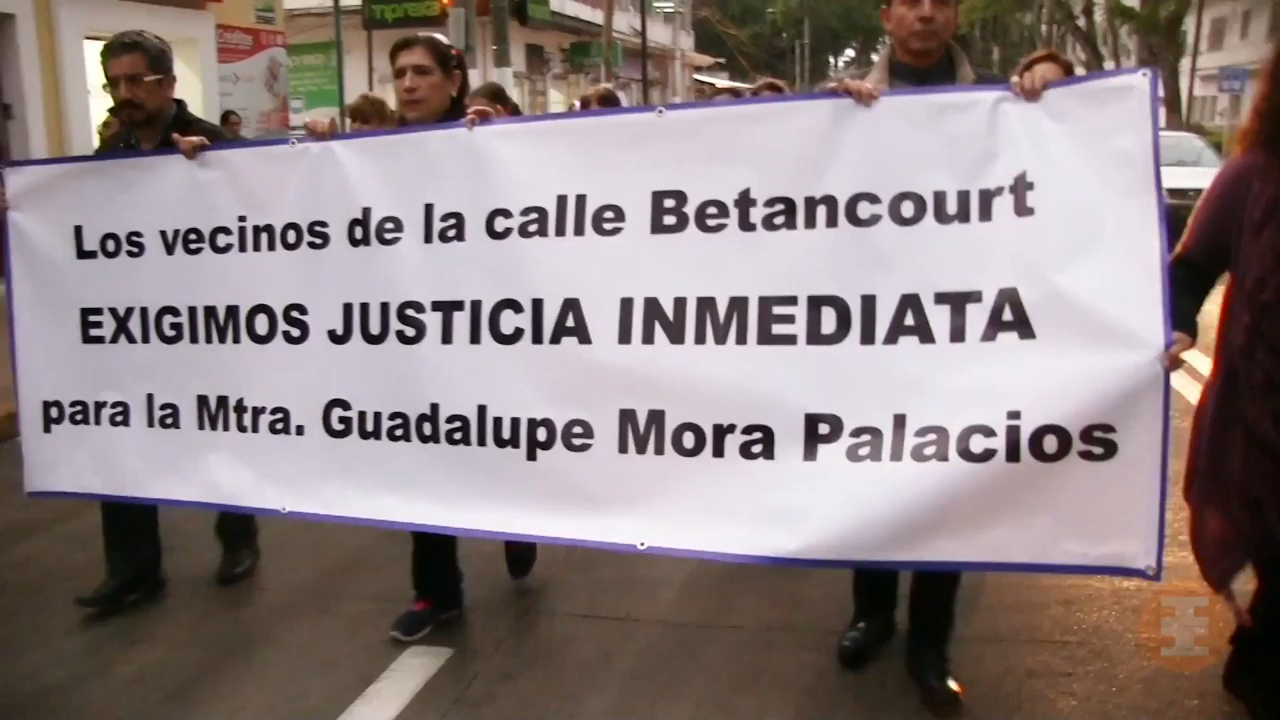 Los vecinos de la calle Betancourt
EXIGIMOS JUSTICIA INMEDIATA
para la Mtra. Guadalupe Mora Palacios